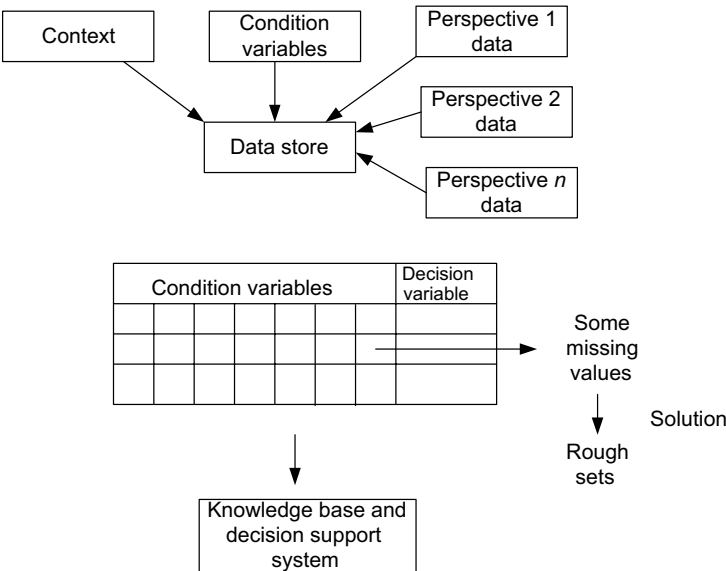 Context
Condition
variables
Perspective 1
data
Perspective 2
data
Data store
Perspective n
data
Condition variables
Decision
variable
Some
missing
values
Solution
Rough
sets
Knowledge base and
decision support
system